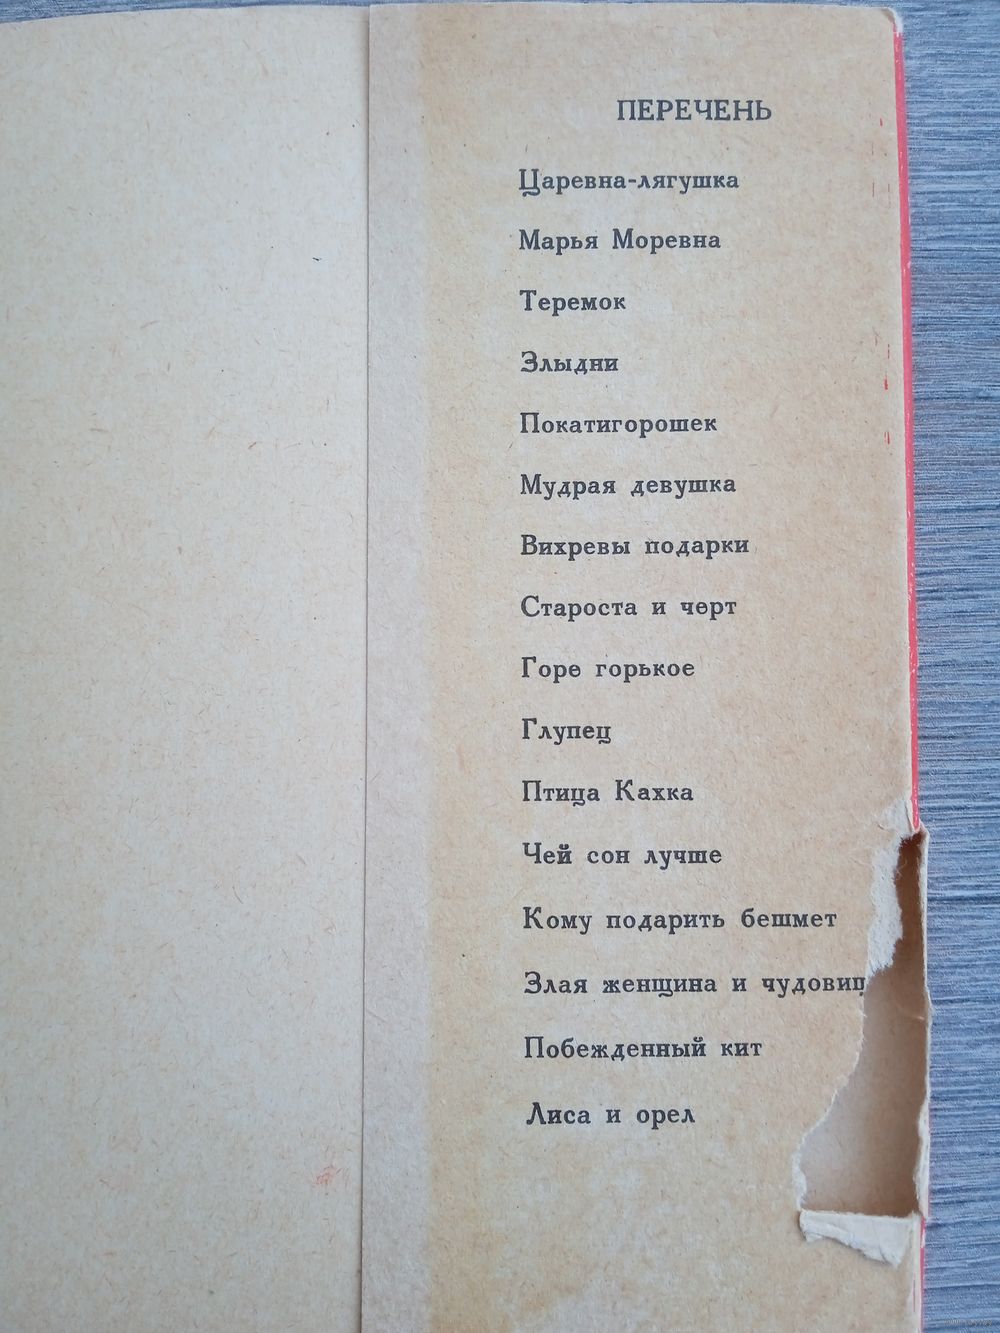 ПЕРЕЧЕНЬ
Царевна-лягушка
Марья Моревна
Теремок
Злыдни
Покатигорошек
Мудрая девушка
Вихревы подарки
Староста и черт
Горе горькое
Глупец
Птица Кахка
Чей сон лучше
Кому подарить бешмет
Злая женщина и
Побежденный кит
Лиса и орел